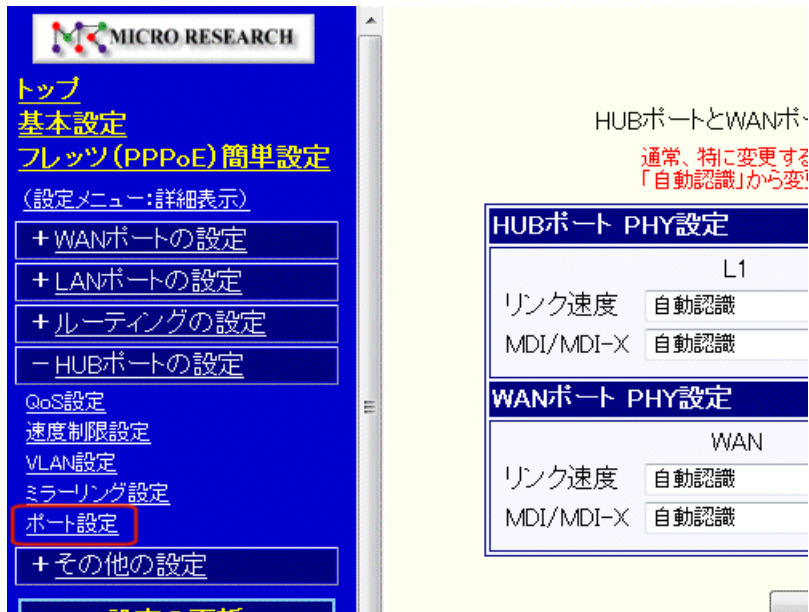 MICRO RESEARCH
トップ
基本設定
フレッツ(PPPoE)簡単設定
(設定メニュー:詳細表示)
+WANポートの設定
+LANポートの設定
+ルーティングの設定
-HUBポートの設定
QoS設定
速度制限設定
VLAN設定
ミラーリング設定
ポート設定
+その他の設定
HUBポートとWANポー
通常、特に変更する
「自動認識」から変
HUBポート PHY設定
L1
リンク速度 自動認識
MDI/MDI-X 自動認識
WANポート PHY設定
WAN
リンク速度 自動認識
MDI/MDI-X 自動認識